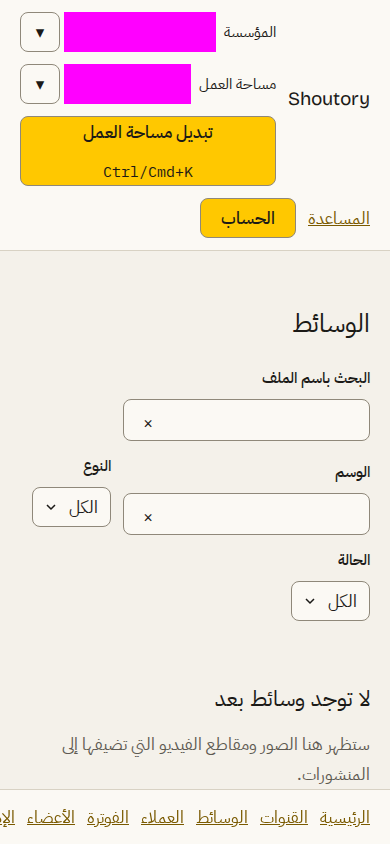 المؤسسة
▼
مساحة العمل
▼
Shoutory
تبديل مساحة العمل
Ctrl/Cmd+K
المساعدة
الحساب
الوسائط
البحث باسم الملف
×
الوسم
×
النوع
الكل
الحالة
الكل
لا توجد وسائط بعد
ستظهر هنا الصور ومقاطع الفيديو التي تضيفها إلى
المنشورات.
الرئيسية القنوات الوسائط العملاء الفوترة الأعضاء